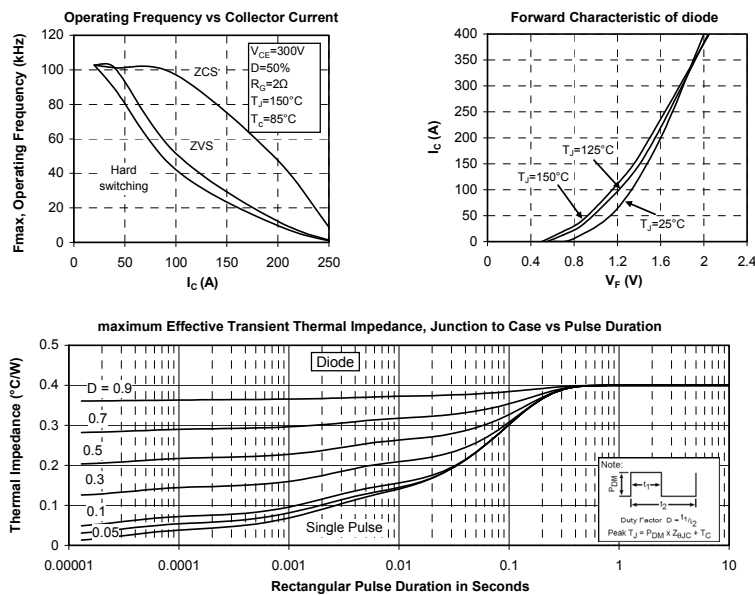 Operating Frequency vs Collector Current
Fmax, Operating Frequency (kHz)
120
100
80
60
40
20
0
V_CE=300V
D=50%
R_G=2Ω
T_J=150°C
T_C=85°C
ZCS
ZVS
Hard
switching
0 50 100 150 200 250
I_C (A)
Forward Characteristic of diode
I_C (A)
400
350
300
250
200
150
100
50
0
T_J=125°C
T_J=150°C
T_J=25°C
0 0.4 0.8 1.2 1.6 2 2.4
V_F (V)
maximum Effective Transient Thermal Impedance, Junction to Case vs Pulse Duration
Thermal Impedance (°C/W)
0.5
0.4
0.3
0.2
0.1
0
Diode
D = 0.9
0.7
0.5
0.3
0.1
0.05
Single Pulse
Note:
P_DM
t_1
t_2
Duty Factor D = t_1/t_2
Peak T_J = P_DM x Z_θJC + T_C
0.00001 0.0001 0.001 0.01 0.1 1 10
Rectangular Pulse Duration in Seconds